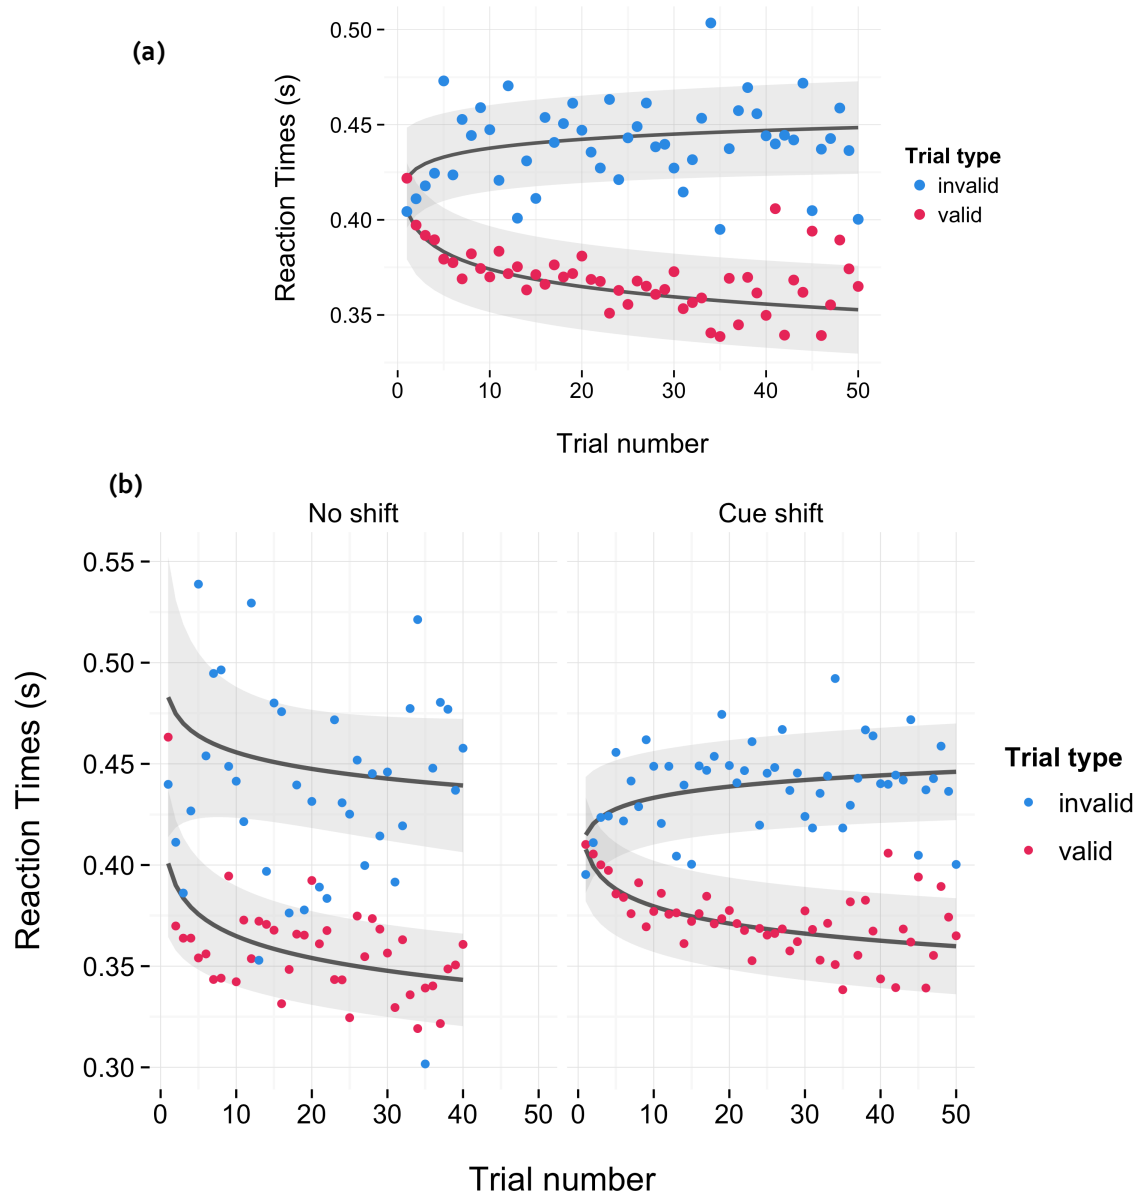 (a)
Reaction Times (s)
0.50
0.45
0.40
0.35
0 10 20 30 40 50
Trial number
Trial type
invalid
valid
(b)
No shift Cue shift
Reaction Times (s)
0.55
0.50
0.45
0.40
0.35
0.30
0 10 20 30 40 50 0 10 20 30 40 50
Trial number
Trial type
invalid
valid